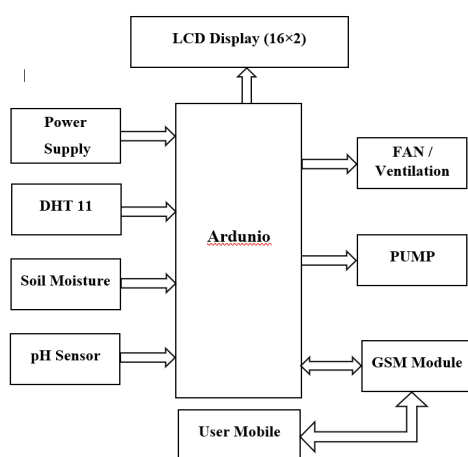 LCD Display (16×2)
Power
Supply
FAN /
Ventilation
DHT 11
Ardunio
PUMP
Soil Moisture
pH Sensor
GSM Module
User Mobile